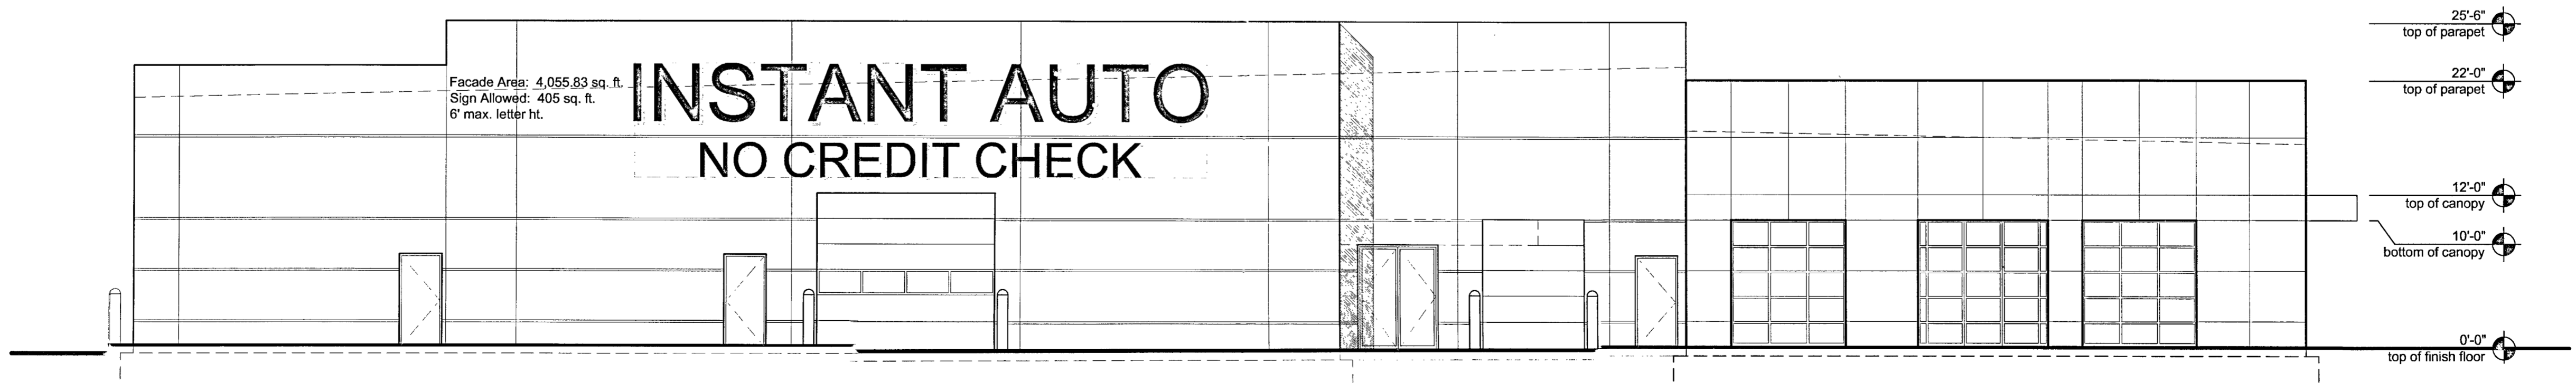 Facade Area: 4,055.83 sq. ft.
Sign Allowed: 405 sq. ft.
6' max. letter ht.
INSTANT AUTO
NO CREDIT CHECK
25'-6"
top of parapet
22'-0"
top of parapet
12'-0"
top of canopy
10'-0"
bottom of canopy
0'-0"
top of finish floor